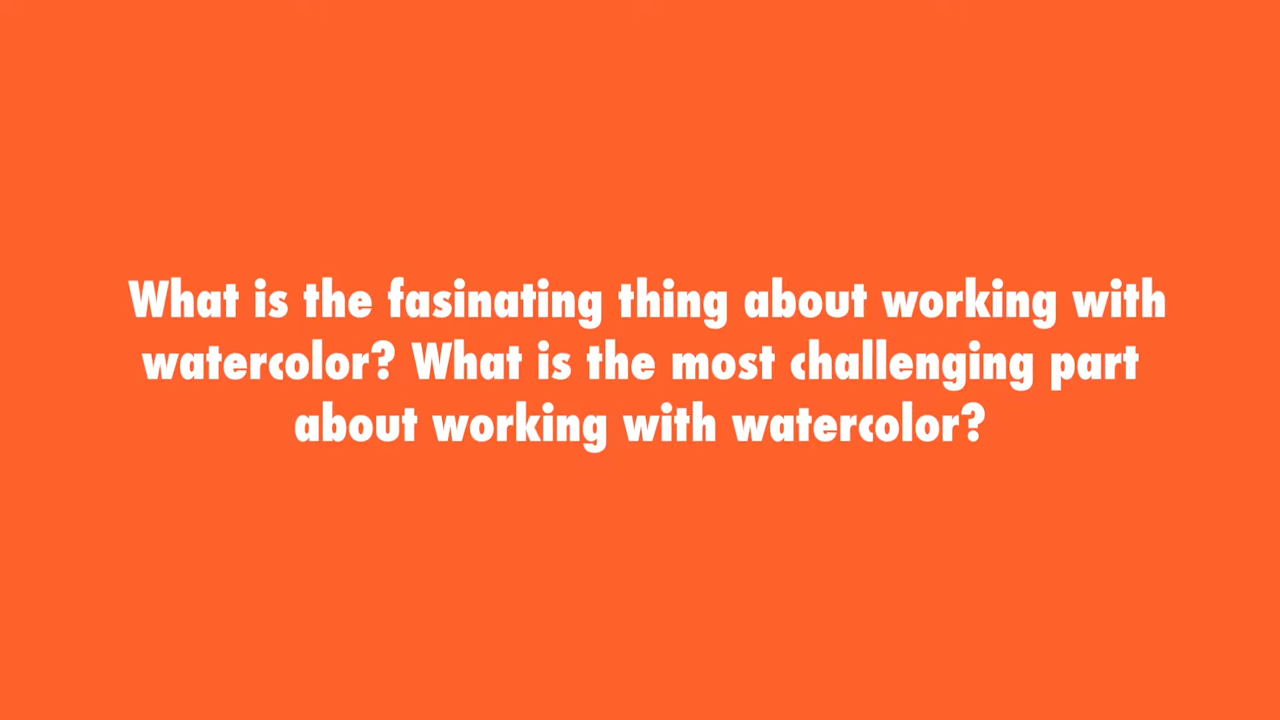 What is the fasinating thing about working with
watercolor? What is the most challenging part
about working with watercolor?